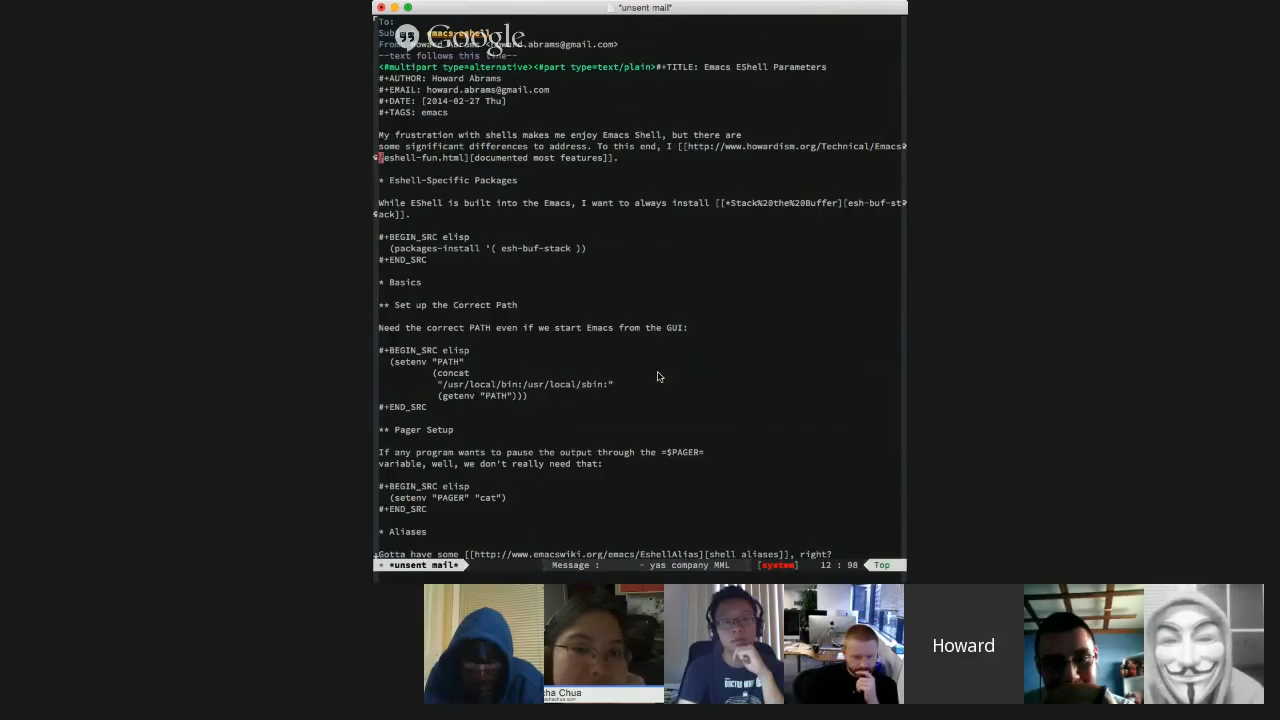 *unsent mail*
To:
Subject: emacs-eshell
Google
From: Howard Abrams <howard.abrams@gmail.com>
--text follows this line--
<#multipart type=alternative><#part type=text/plain>#+TITLE: Emacs EShell Parameters
#+AUTHOR: Howard Abrams
#+EMAIL: howard.abrams@gmail.com
#+DATE: [2014-02-27 Thu]
#+TAGS: emacs
My frustration with shells makes me enjoy Emacs Shell, but there are
some significant differences to address. To this end, I [[http://www.howardism.org/Technical/Emacs
/eshell-fun.html][documented most features]].
* Eshell-Specific Packages
While EShell is built into the Emacs, I want to always install [[*Stack%20the%20Buffer][esh-buf-st
ack]].
#+BEGIN_SRC elisp
(packages-install '( esh-buf-stack ))
#+END_SRC
* Basics
** Set up the Correct Path
Need the correct PATH even if we start Emacs from the GUI:
#+BEGIN_SRC elisp
(setenv "PATH"
(concat
"/usr/local/bin:/usr/local/sbin:"
(getenv "PATH")))
#+END_SRC
** Pager Setup
If any program wants to pause the output through the =$PAGER=
variable, well, we don't really need that:
#+BEGIN_SRC elisp
(setenv "PAGER" "cat")
#+END_SRC
* Aliases
Gotta have some [[http://www.emacswiki.org/emacs/EshellAlias][shell aliases]], right?
* *unsent mail* Message : - yas company MML [system] 12 : 98 Top
Howard
cha Chua
DOCTOR WHO